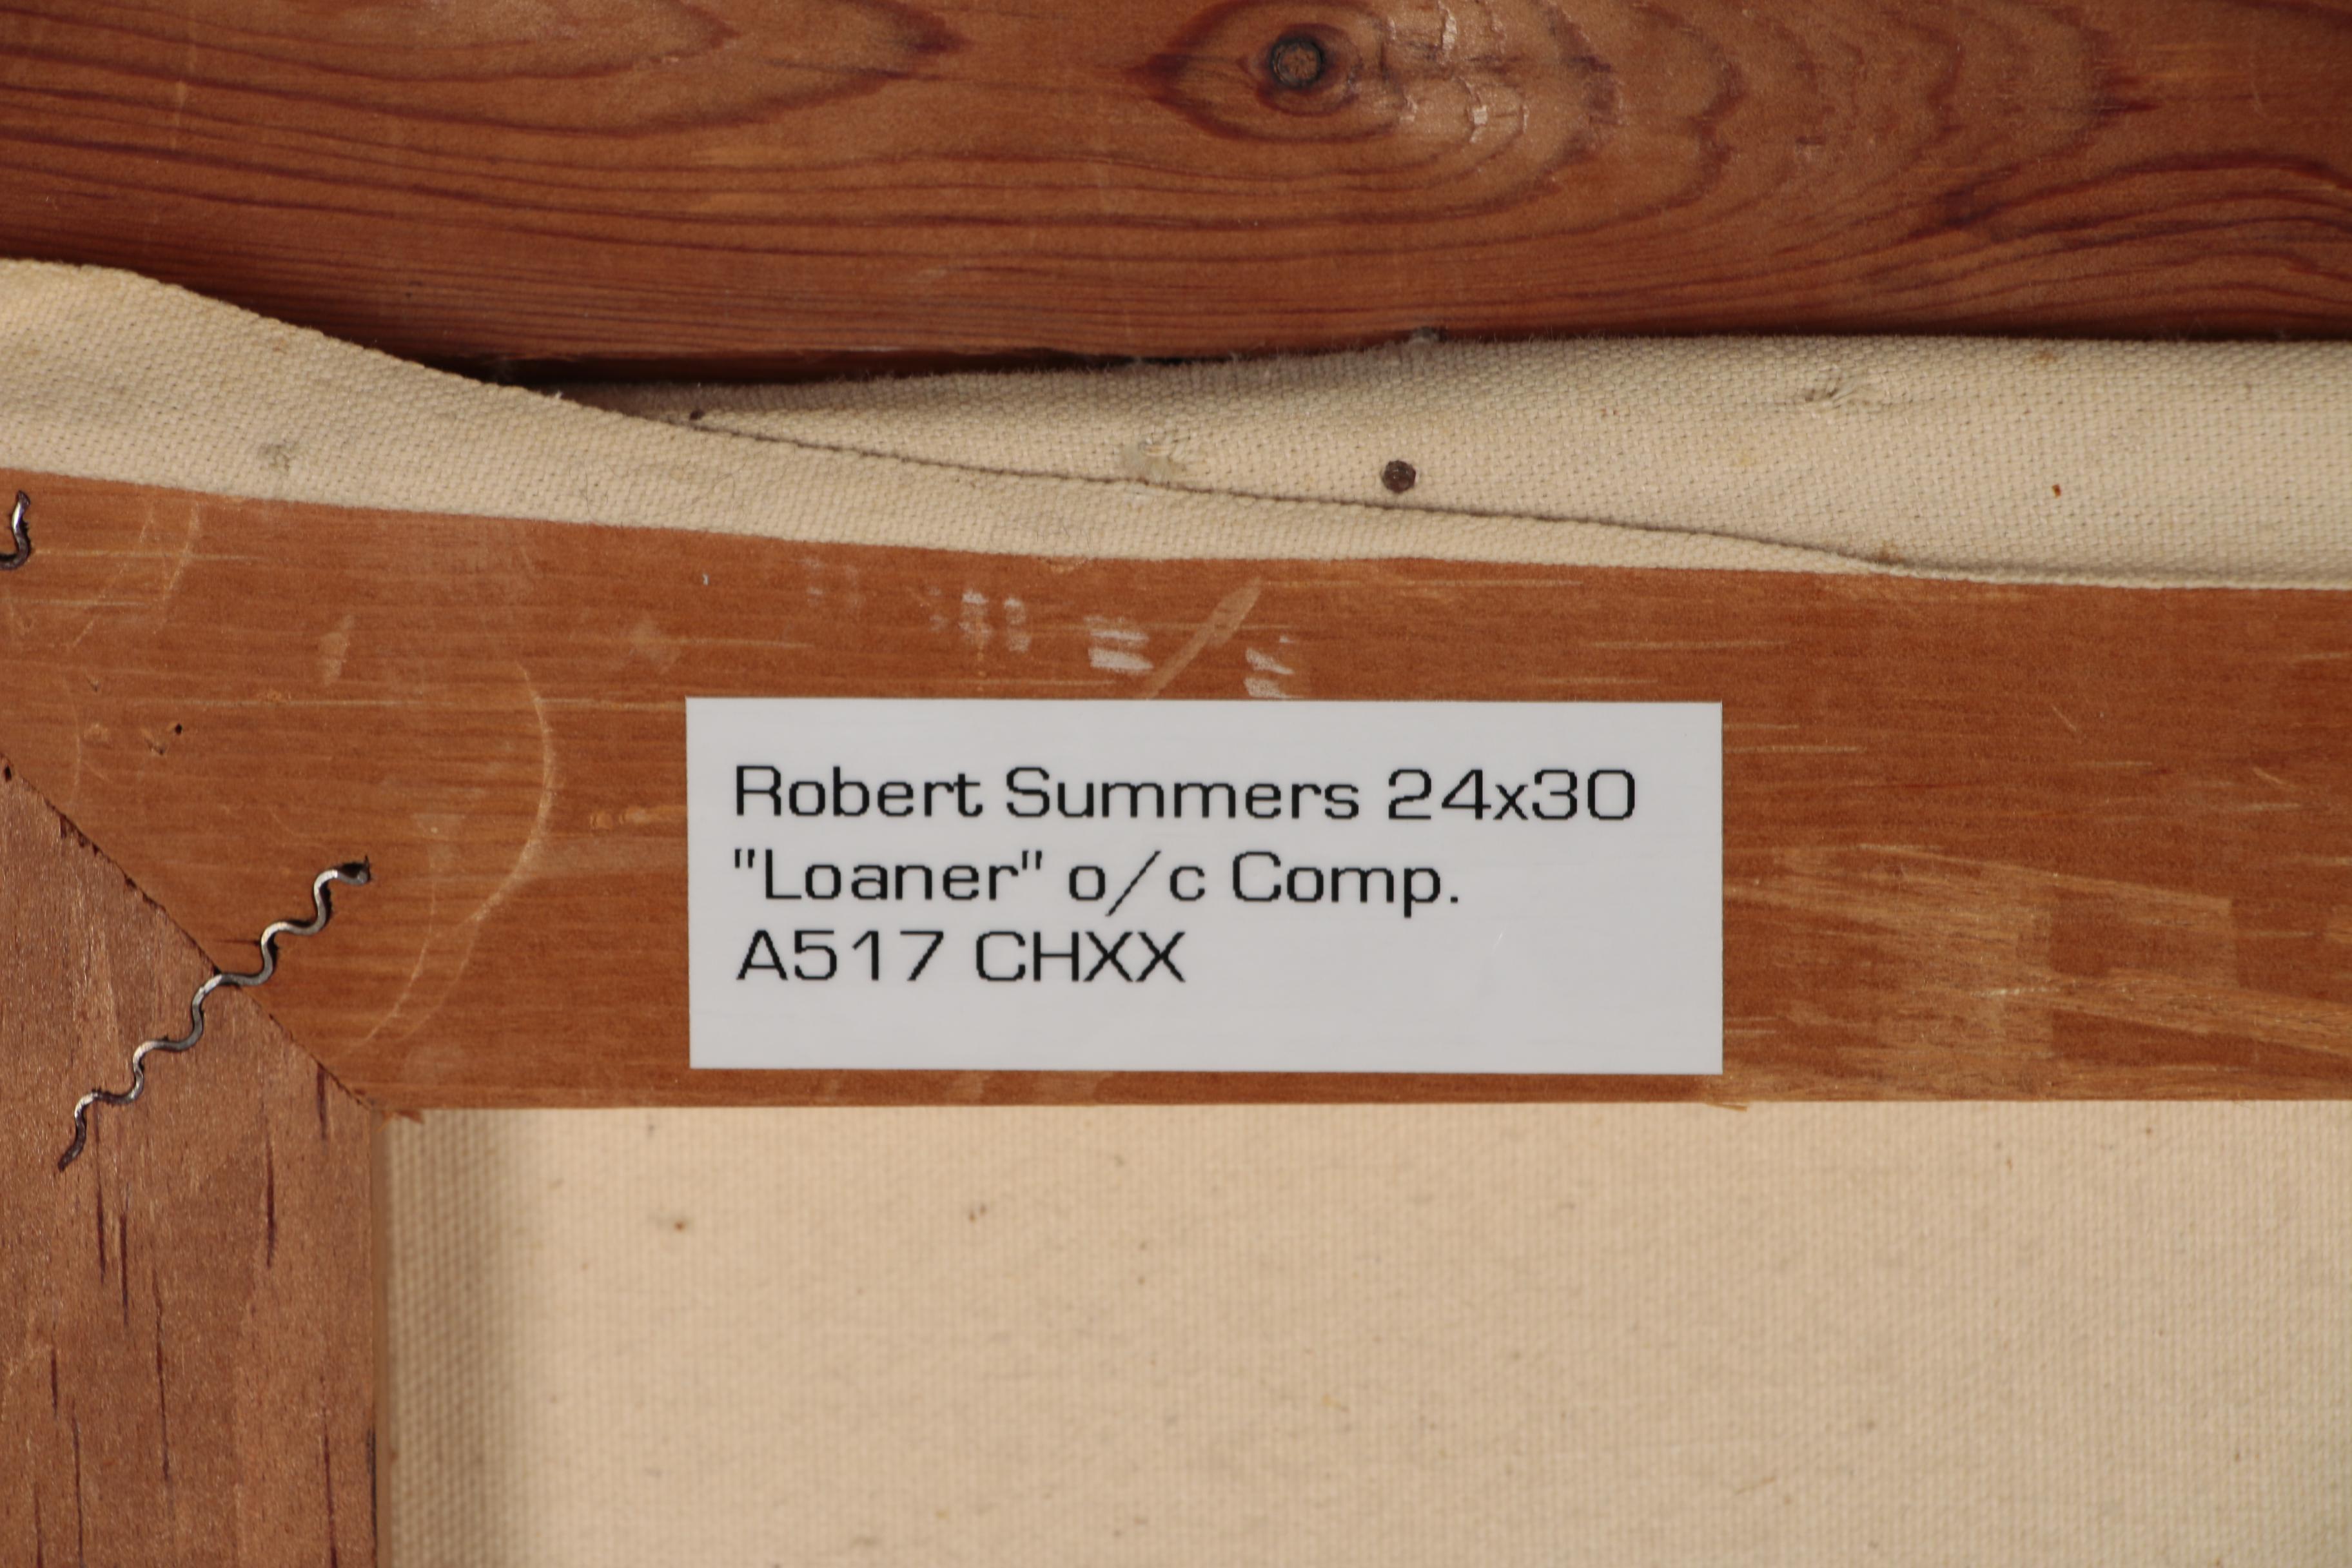 Robert Summers 24x30
"Loaner" o/c Comp.
A517 CHXX